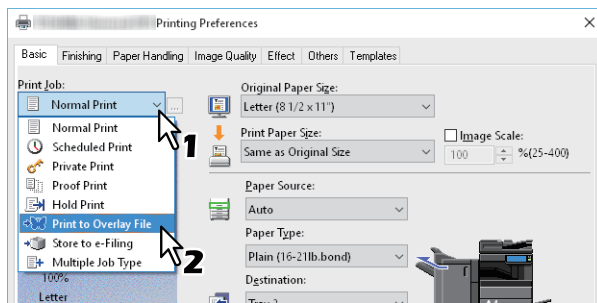 Printing Preferences
Basic Finishing Paper Handling Image Quality Effect Others Templates
Print Job:
Normal Print
...
Normal Print
Scheduled Print
Private Print
Proof Print
Hold Print
Print to Overlay File
Store to e-Filing
Multiple Job Type
100%
Letter
1
2
Original Paper Size:
Letter (8 1/2 x 11")
Print Paper Size:
Same as Original Size
Image Scale:
100 %(25-400)
Paper Source:
Auto
Paper Type:
Plain (16-21lb.bond)
Destination: